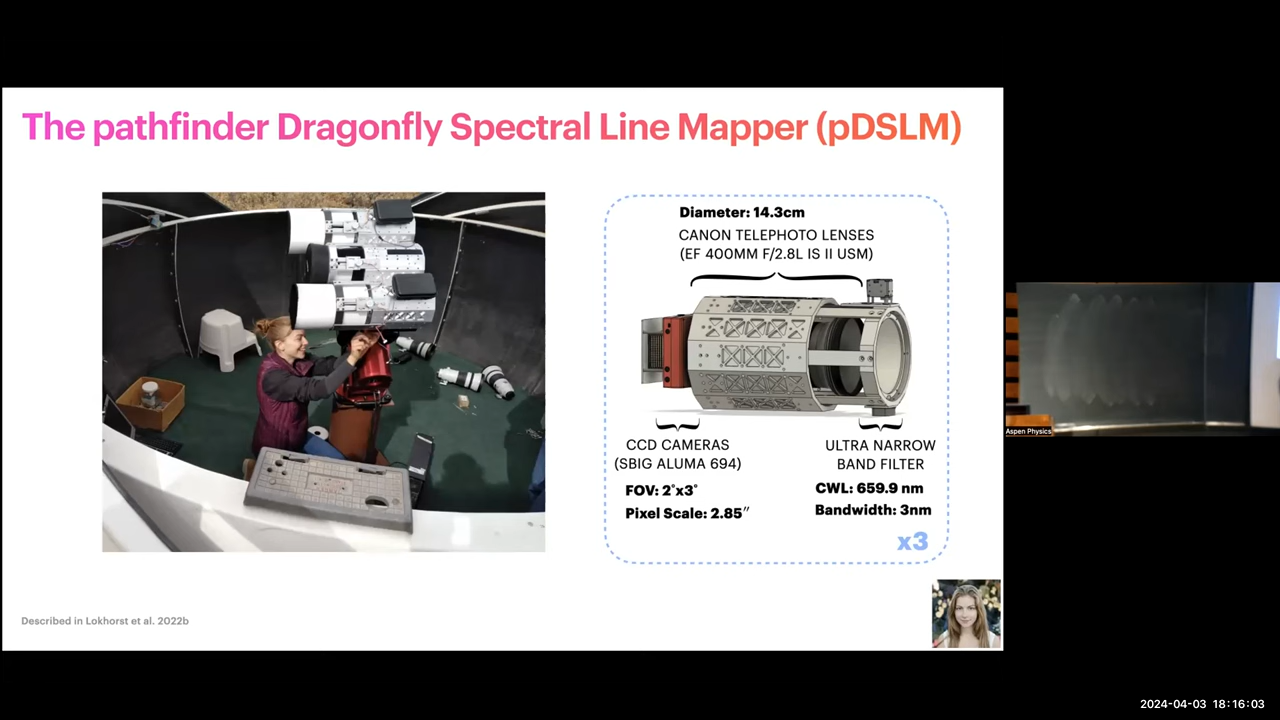 The pathfinder Dragonfly Spectral Line Mapper (pDSLM)
Diameter: 14.3cm
CANON TELEPHOTO LENSES
(EF 400MM F/2.8L IS II USM)
CCD CAMERAS
(SBIG ALUMA 694)
FOV: 2°x3°
Pixel Scale: 2.85″
ULTRA NARROW
BAND FILTER
CWL: 659.9 nm
Bandwidth: 3nm
x3
Described in Lokhorst et al. 2022b
Aspen Physics
2024-04-03 18:16:03